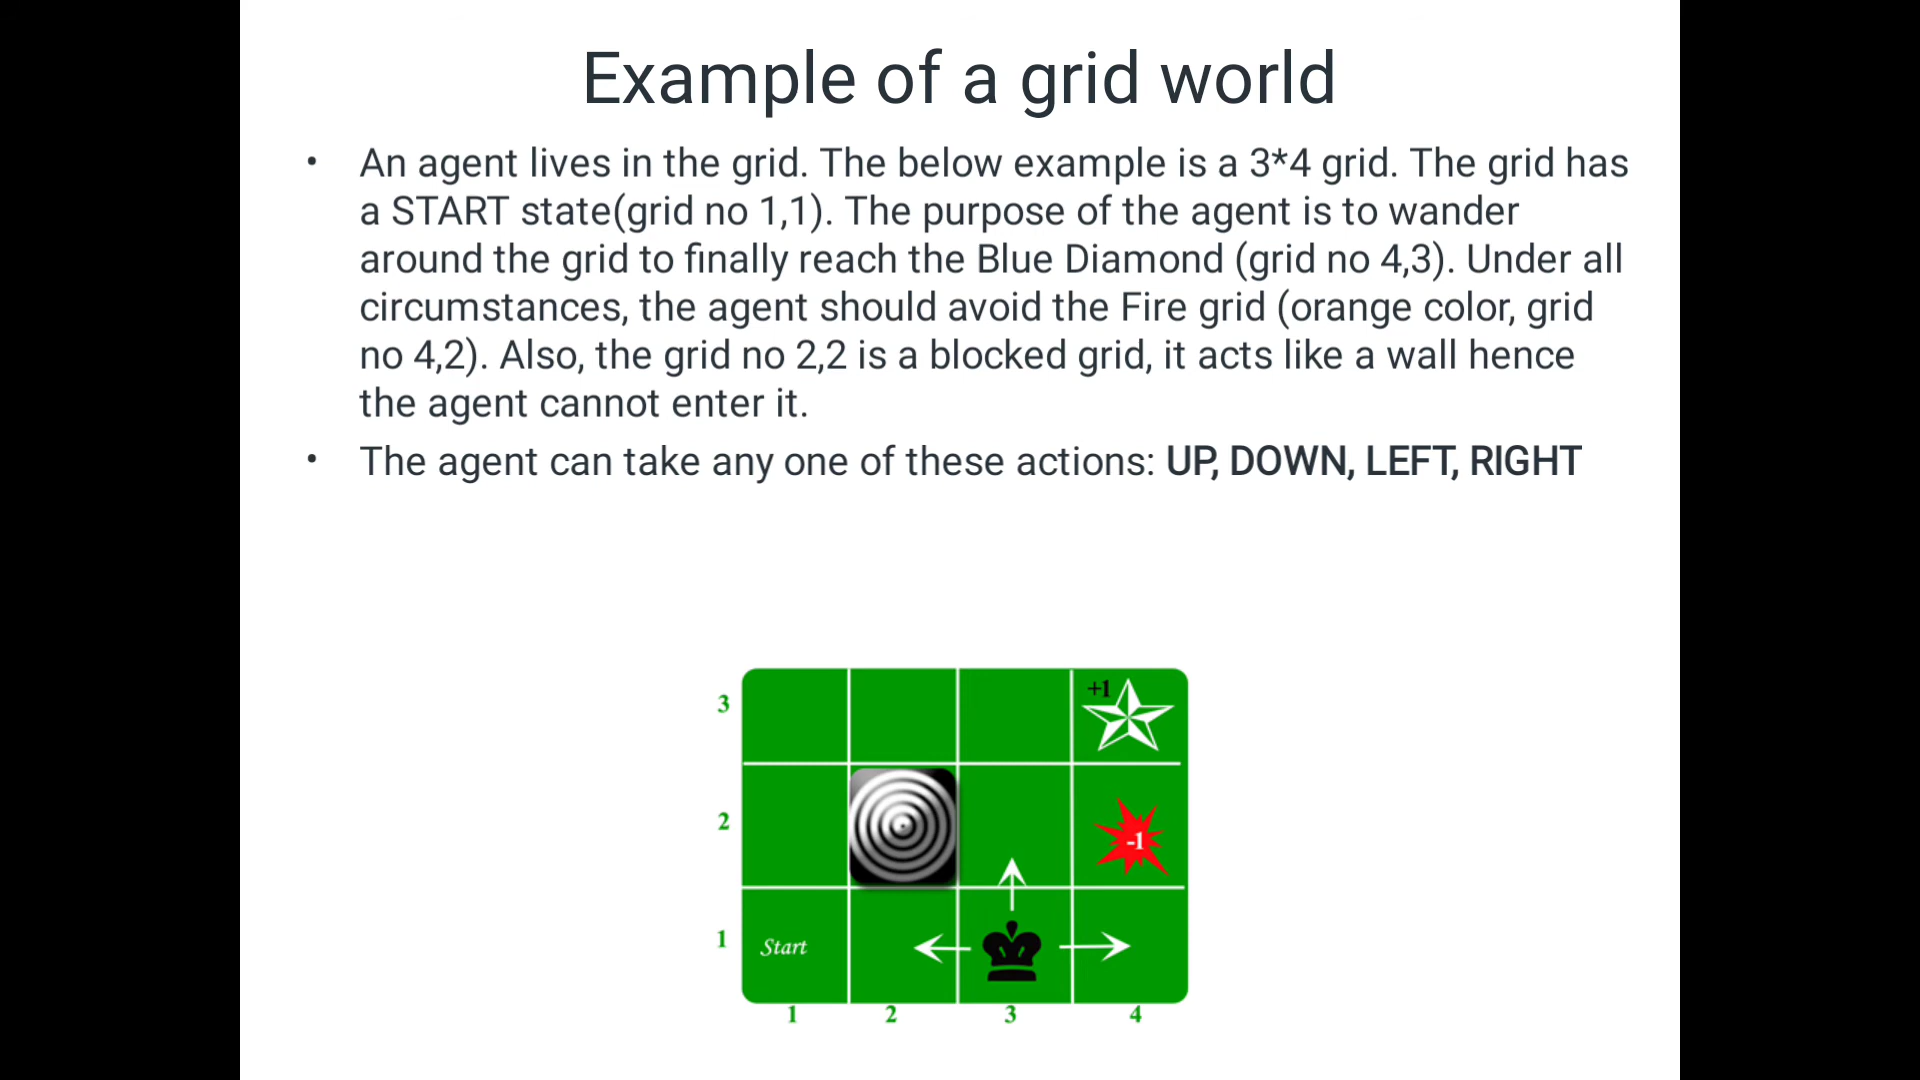 Example of a grid world
• An agent lives in the grid. The below example is a 3*4 grid. The grid has
a START state(grid no 1,1). The purpose of the agent is to wander
around the grid to finally reach the Blue Diamond (grid no 4,3). Under all
circumstances, the agent should avoid the Fire grid (orange color, grid
no 4,2). Also, the grid no 2,2 is a blocked grid, it acts like a wall hence
the agent cannot enter it.
• The agent can take any one of these actions: UP, DOWN, LEFT, RIGHT
3
+1
2
-1
1
Start
1 2 3 4